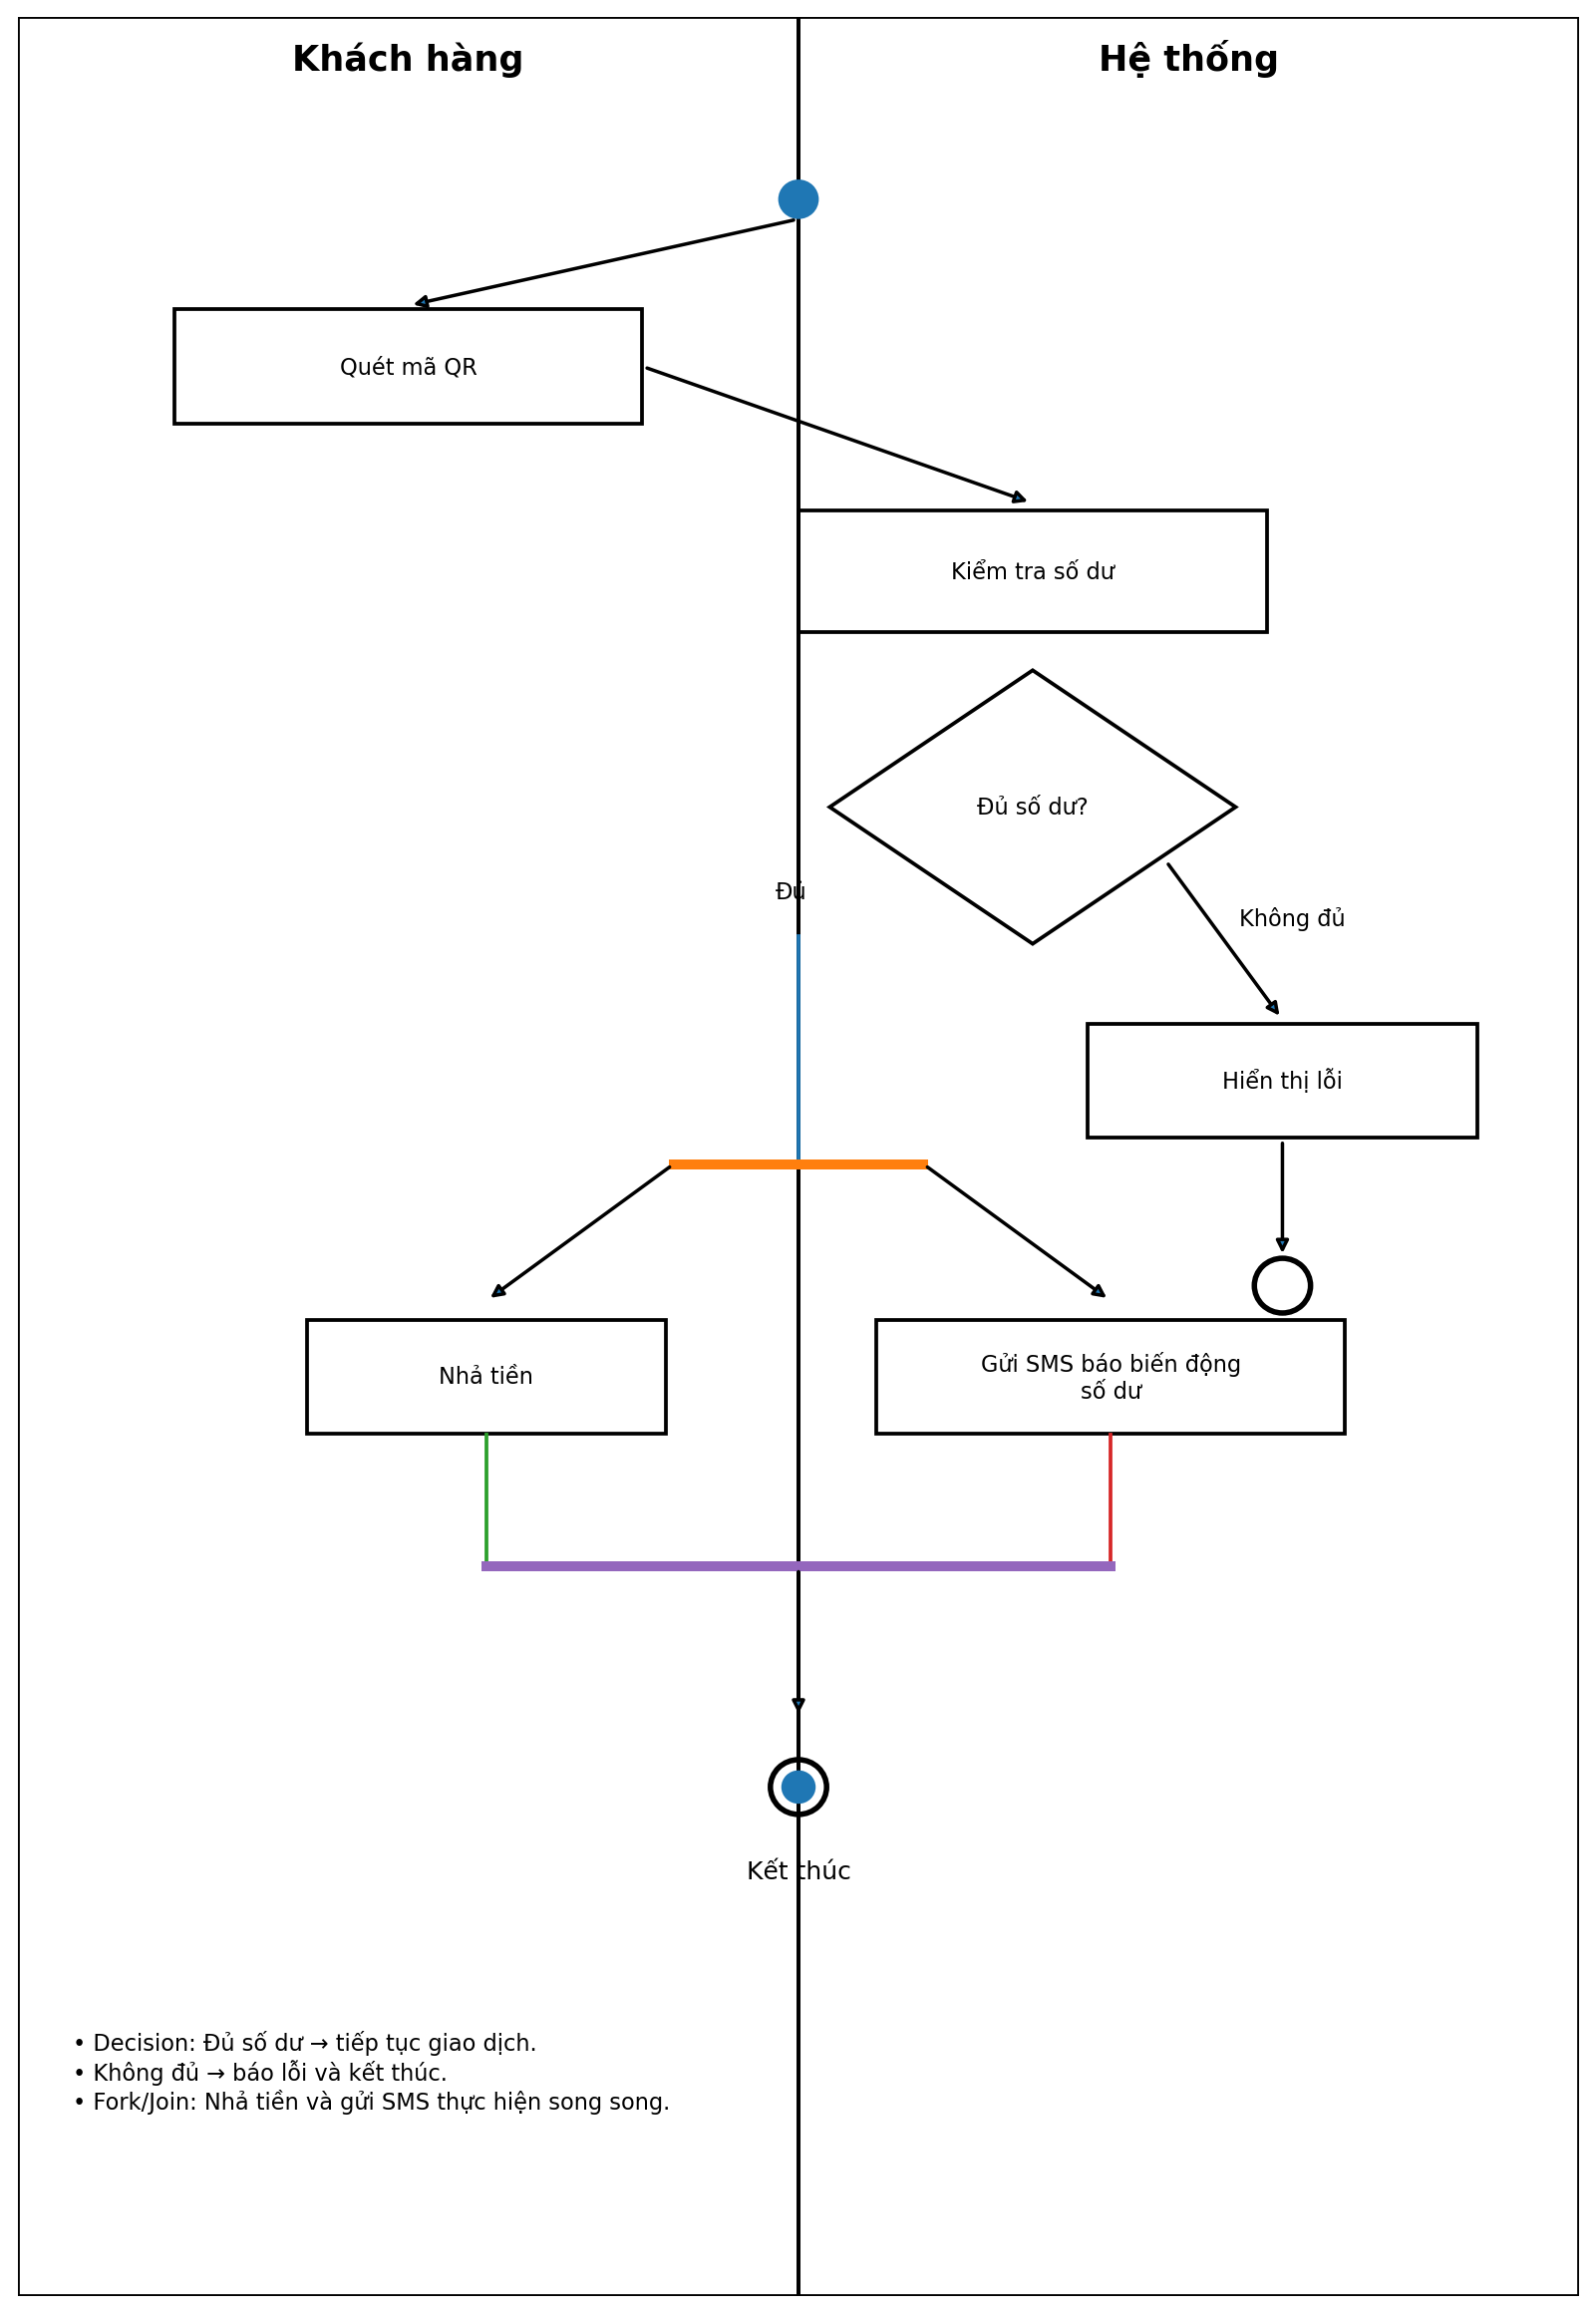 Khách hàng
Hệ thống
Quét mã QR
Kiểm tra số dư
Đủ số dư?
Đủ
Không đủ
Hiển thị lỗi
Nhả tiền
Gửi SMS báo biến động
số dư
Kết thúc
• Decision: Đủ số dư → tiếp tục giao dịch.
• Không đủ → báo lỗi và kết thúc.
• Fork/Join: Nhả tiền và gửi SMS thực hiện song song.